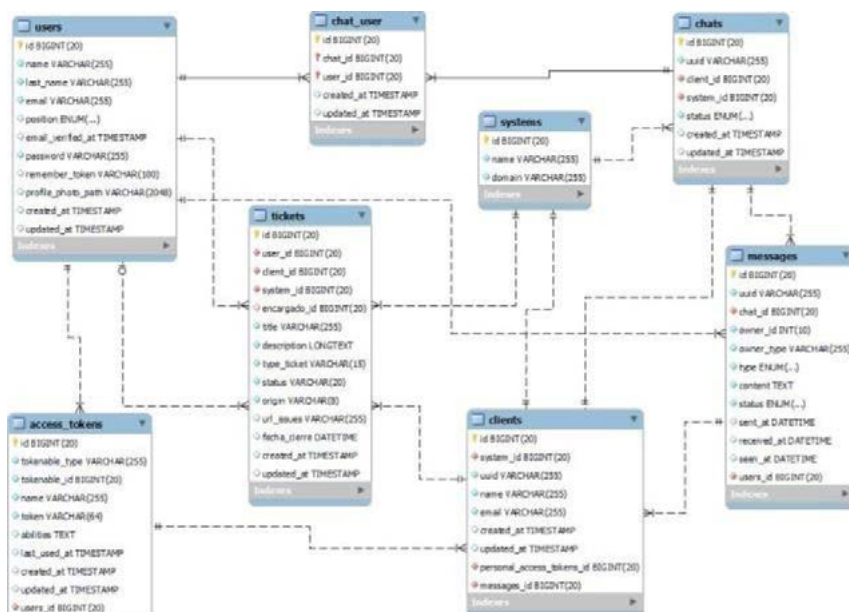 users
id BIGINT(20)
name VARCHAR(255)
last_name VARCHAR(255)
email VARCHAR(255)
position ENUM(...)
email_verified_at TIMESTAMP
password VARCHAR(255)
remember_token VARCHAR(100)
profile_photo_path VARCHAR(2048)
created_at TIMESTAMP
updated_at TIMESTAMP
Indexes
chat_user
id BIGINT(20)
chat_id BIGINT(20)
user_id BIGINT(20)
created_at TIMESTAMP
updated_at TIMESTAMP
Indexes
chats
id BIGINT(20)
uuid VARCHAR(255)
client_id BIGINT(20)
system_id BIGINT(20)
status ENUM(...)
created_at TIMESTAMP
updated_at TIMESTAMP
Indexes
systems
id BIGINT(20)
name VARCHAR(255)
domain VARCHAR(255)
Indexes
tickets
id BIGINT(20)
user_id BIGINT(20)
client_id BIGINT(20)
system_id BIGINT(20)
encargado_id BIGINT(20)
title VARCHAR(255)
description LONGTEXT
type_ticket VARCHAR(15)
status VARCHAR(20)
origin VARCHAR(8)
url_issues VARCHAR(255)
fecha_cierre DATETIME
created_at TIMESTAMP
updated_at TIMESTAMP
Indexes
messages
id BIGINT(20)
uuid VARCHAR(255)
chat_id BIGINT(20)
owner_id INT(10)
owner_type VARCHAR(255)
type ENUM(...)
content TEXT
status ENUM(...)
sent_at DATETIME
received_at DATETIME
seen_at DATETIME
users_id BIGINT(20)
Indexes
access_tokens
id BIGINT(20)
tokenable_type VARCHAR(255)
tokenable_id BIGINT(20)
name VARCHAR(255)
token VARCHAR(64)
abilities TEXT
last_used_at TIMESTAMP
created_at TIMESTAMP
updated_at TIMESTAMP
users_id BIGINT(20)
clients
id BIGINT(20)
system_id BIGINT(20)
uuid VARCHAR(255)
name VARCHAR(255)
email VARCHAR(255)
created_at TIMESTAMP
updated_at TIMESTAMP
personal_access_tokens_id BIGINT(20)
messages_id BIGINT(20)
Indexes